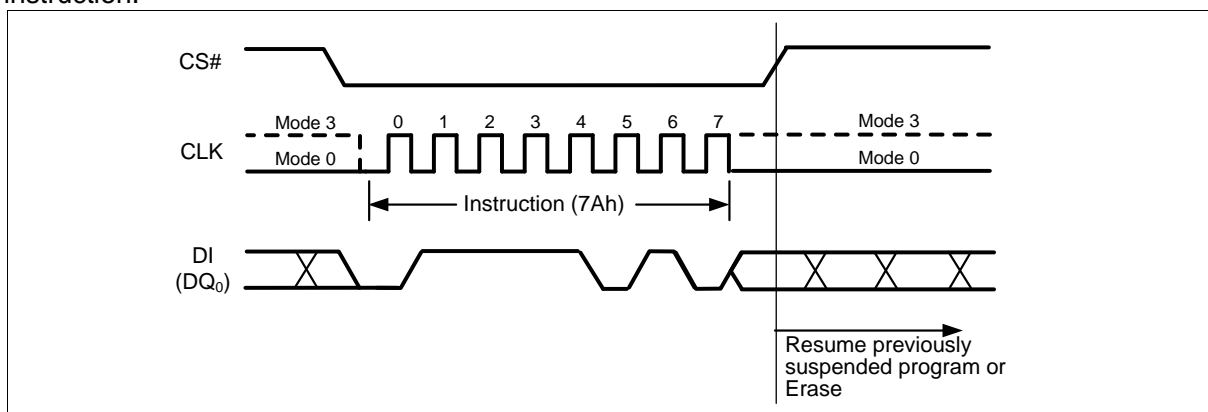 instruction.
CS#
Mode 3 0 1 2 3 4 5 6 7 Mode 3
CLK
Mode 0 Mode 0
Instruction (7Ah)
DI
(DQ₀)
Resume previously
suspended program or
Erase